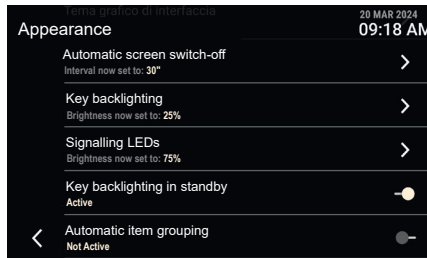 Tema grafico di interfaccia
20 MAR 2024
Appearance
09:18 AM
Automatic screen switch-off
Interval now set to: 30"
Key backlighting
Brightness now set to: 25%
Signalling LEDs
Brightness now set to: 75%
Key backlighting in standby
Active
Automatic item grouping
Not Active